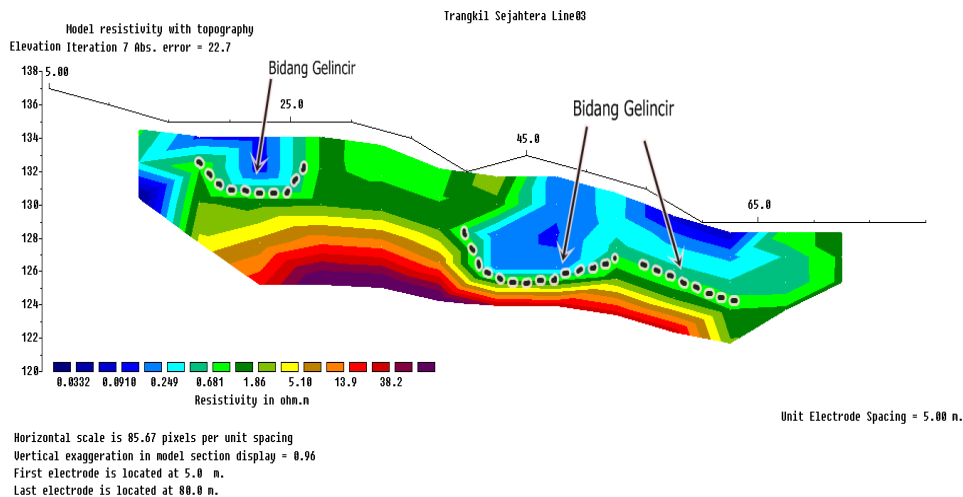 Trangkil Sejahtera Line03
Model resistivity with topography
Elevation Iteration 7 Abs. error = 22.7
138
5.00
Bidang Gelincir
136
25.0
Bidang Gelincir
134
45.0
132
130
65.0
128
126
124
122
120
0.0332 0.0910 0.249 0.681 1.86 5.10 13.9 38.2
Resistivity in ohm.m
Unit Electrode Spacing = 5.00 m.
Horizontal scale is 85.67 pixels per unit spacing
Vertical exaggeration in model section display = 0.96
First electrode is located at 5.0 m.
Last electrode is located at 80.0 m.